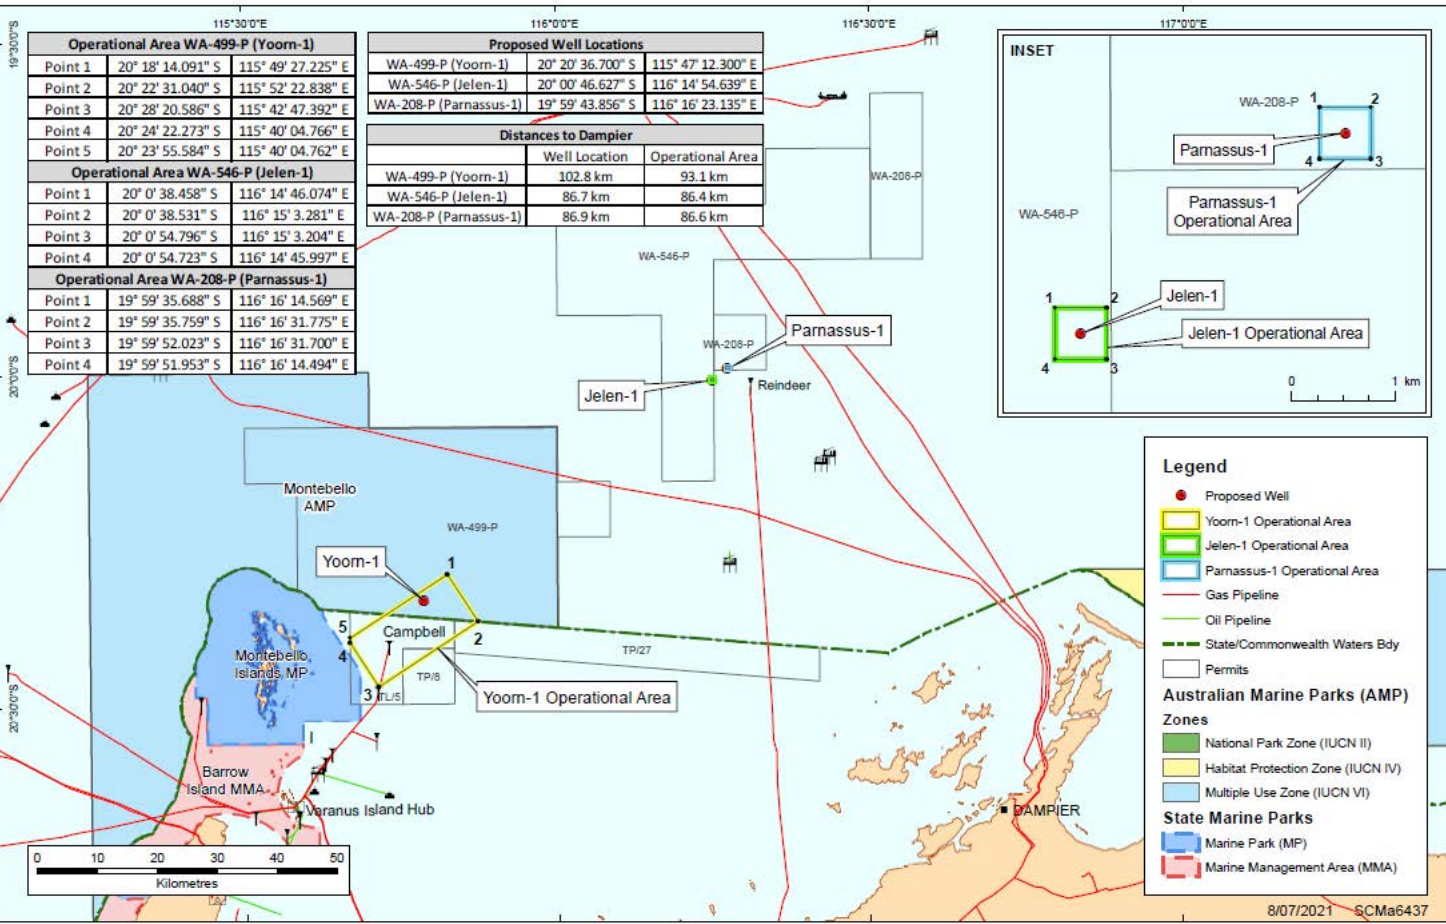 115°30'0"E 116°0'0"E 116°30'0"E 117°0'0"E
19°30'0"S
20°0'0"S
20°30'0"S
Operational Area WA-499-P (Yoorn-1)
Point 1 20° 18' 14.091" S 115° 49' 27.225" E
Point 2 20° 22' 31.040" S 115° 52' 22.838" E
Point 3 20° 28' 20.586" S 115° 42' 47.392" E
Point 4 20° 24' 22.273" S 115° 40' 04.766" E
Point 5 20° 23' 55.584" S 115° 40' 04.762" E
Operational Area WA-546-P (Jelen-1)
Point 1 20° 0' 38.458" S 116° 14' 46.074" E
Point 2 20° 0' 38.531" S 116° 15' 3.281" E
Point 3 20° 0' 54.796" S 116° 15' 3.204" E
Point 4 20° 0' 54.723" S 116° 14' 45.997" E
Operational Area WA-208-P (Parnassus-1)
Point 1 19° 59' 35.688" S 116° 16' 14.569" E
Point 2 19° 59' 35.759" S 116° 16' 31.775" E
Point 3 19° 59' 52.023" S 116° 16' 31.700" E
Point 4 19° 59' 51.953" S 116° 16' 14.494" E
Proposed Well Locations
WA-499-P (Yoorn-1) 20° 20' 36.700" S 115° 47' 12.300" E
WA-546-P (Jelen-1) 20° 00' 46.627" S 116° 14' 54.639" E
WA-208-P (Parnassus-1) 19° 59' 43.856" S 116° 16' 23.135" E
Distances to Dampier
Well Location Operational Area
WA-499-P (Yoorn-1) 102.8 km 93.1 km
WA-546-P (Jelen-1) 86.7 km 86.4 km
WA-208-P (Parnassus-1) 86.9 km 86.6 km
INSET
WA-208-P
1 2
Parnassus-1
4 3
Parnassus-1
Operational Area
WA-546-P
Jelen-1
1 2
Jelen-1 Operational Area
4 3
0 1 km
WA-208-P
WA-546-P
Parnassus-1
WA-208-P
Reindeer
Jelen-1
Montebello
AMP
WA-499-P
Yoorn-1
1
5
Campbell
2
4
Montebello
Islands MP
TP/27
TP/8
3
TL/5
Yoorn-1 Operational Area
Barrow
Island MMA
Varanus Island Hub
DAMPIER
0 10 20 30 40 50
Kilometres
Legend
Proposed Well
Yoorn-1 Operational Area
Jelen-1 Operational Area
Parnassus-1 Operational Area
Gas Pipeline
Oil Pipeline
State/Commonwealth Waters Bdy
Permits
Australian Marine Parks (AMP)
Zones
National Park Zone (IUCN II)
Habitat Protection Zone (IUCN IV)
Multiple Use Zone (IUCN VI)
State Marine Parks
Marine Park (MP)
Marine Management Area (MMA)
8/07/2021 SCMa6437